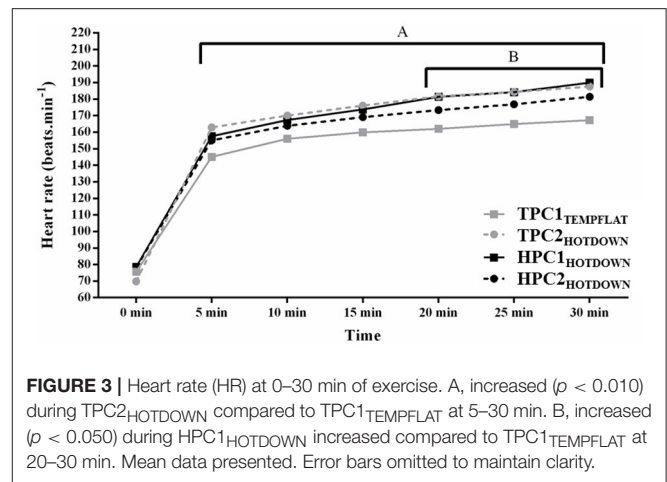 220
210
200
190
180
170
160
150
140
130
120
110
100
90
80
70
60
Heart rate (beats.min⁻¹)
A
B
TPC1TEMPFLAT
TPC2HOTDOWN
HPC1HOTDOWN
HPC2HOTDOWN
0 min 5 min 10 min 15 min 20 min 25 min 30 min
Time
FIGURE 3 | Heart rate (HR) at 0–30 min of exercise. A, increased (p < 0.010)
during TPC2HOTDOWN compared to TPC1TEMPFLAT at 5–30 min. B, increased
(p < 0.050) during HPC1HOTDOWN increased compared to TPC1TEMPFLAT at
20–30 min. Mean data presented. Error bars omitted to maintain clarity.